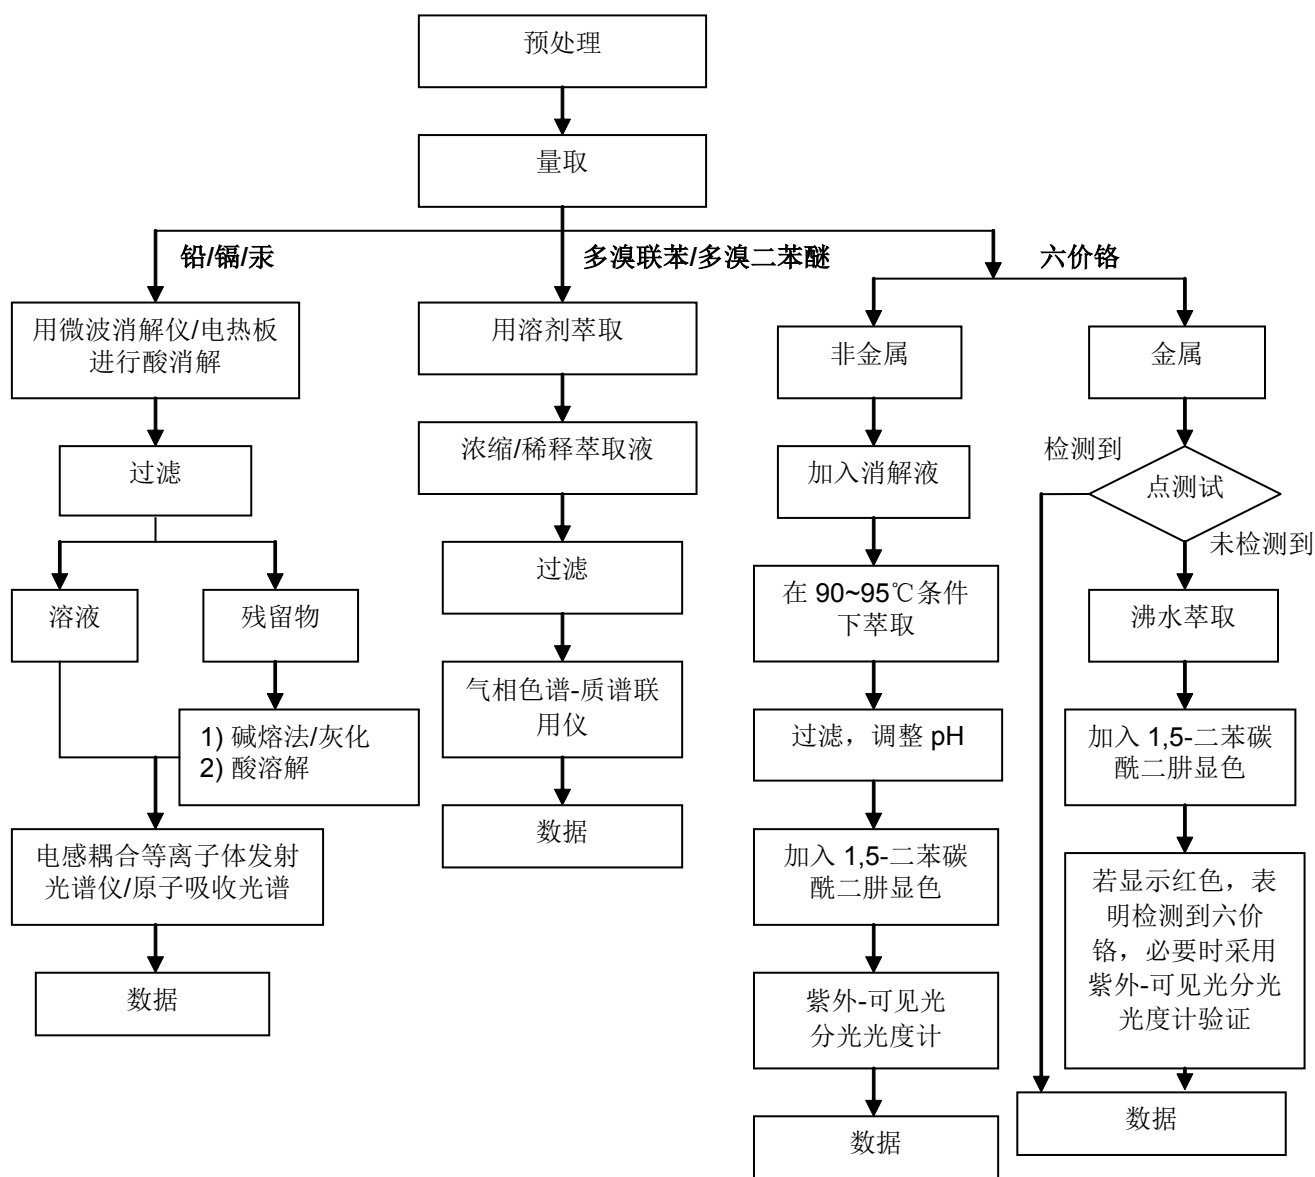 预处理
量取
铅/镉/汞
多溴联苯/多溴二苯醚
六价铬
用微波消解仪/电热板
进行酸消解
过滤
溶液
残留物
1) 碱熔法/灰化
2) 酸溶解
电感耦合等离子体发射
光谱仪/原子吸收光谱
数据
用溶剂萃取
浓缩/稀释萃取液
过滤
气相色谱-质谱联
用仪
数据
非金属
加入消解液
在 90~95℃条件
下萃取
过滤，调整 pH
加入 1,5-二苯碳
酰二肼显色
紫外-可见光
分光光度计
数据
金属
检测到
点测试
未检测到
沸水萃取
加入 1,5-二苯碳
酰二肼显色
若显示红色，表
明检测到六价
铬，必要时采用
紫外-可见光分光
光度计验证
数据